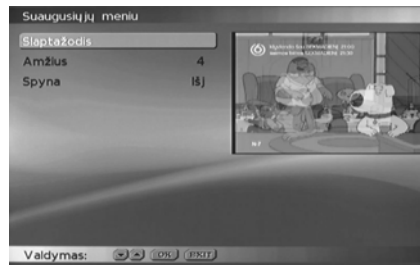 Suaugusiųjų meniu
Slaptažodis
Amžius 4
Spyna Išj
Valdymas: OK EXIT